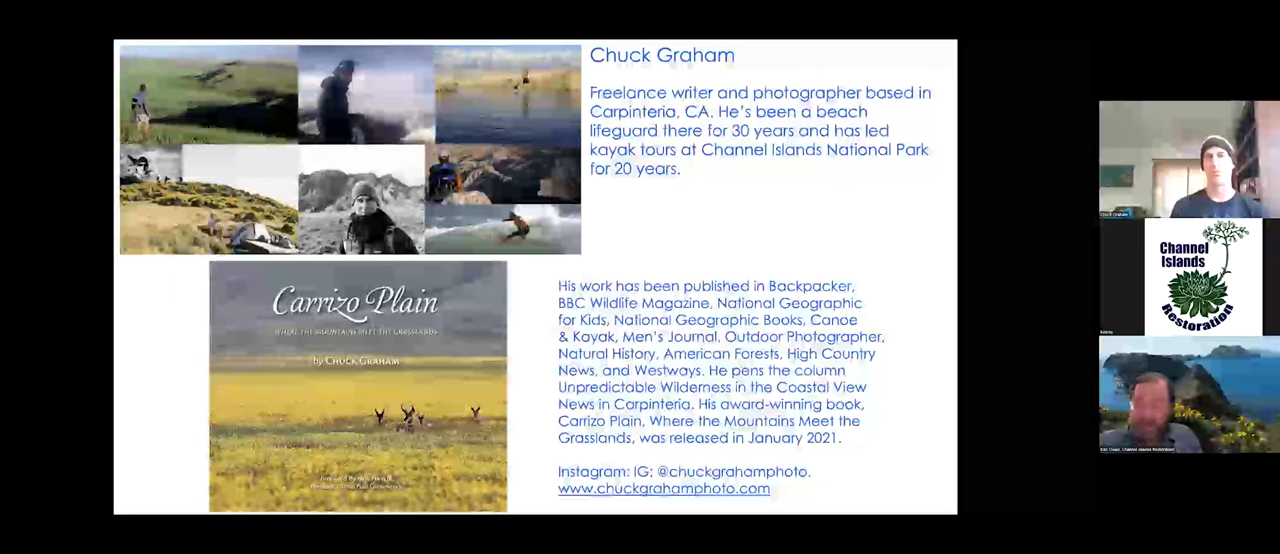 Chuck Graham
Freelance writer and photographer based in
Carpinteria, CA. He's been a beach
lifeguard there for 30 years and has led
kayak tours at Channel Islands National Park
for 20 years.
Carrizo Plain
WHERE THE MOUNTAINS MEET THE GRASSLANDS
by CHUCK GRAHAM
His work has been published in Backpacker,
BBC Wildlife Magazine, National Geographic
for Kids, National Geographic Books, Canoe
& Kayak, Men's Journal, Outdoor Photographer,
Natural History, American Forests, High Country
News, and Westways. He pens the column
Unpredictable Wilderness in the Coastal View
News in Carpinteria. His award-winning book,
Carrizo Plain, Where the Mountains Meet the
Grasslands, was released in January 2021.
Instagram: IG: @chuckgrahamphoto.
www.chuckgrahamphoto.com
Chuck Graham
Channel
Islands
Restoration